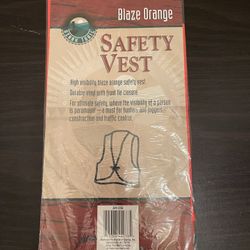 Blaze Orange
SAFETY
VEST
High visibility blaze orange safety vest
Durable vinyl with front tie closure
For ultimate safety, where the visibility of a person
is paramount – a must for hunters and joggers,
construction and traffic control.